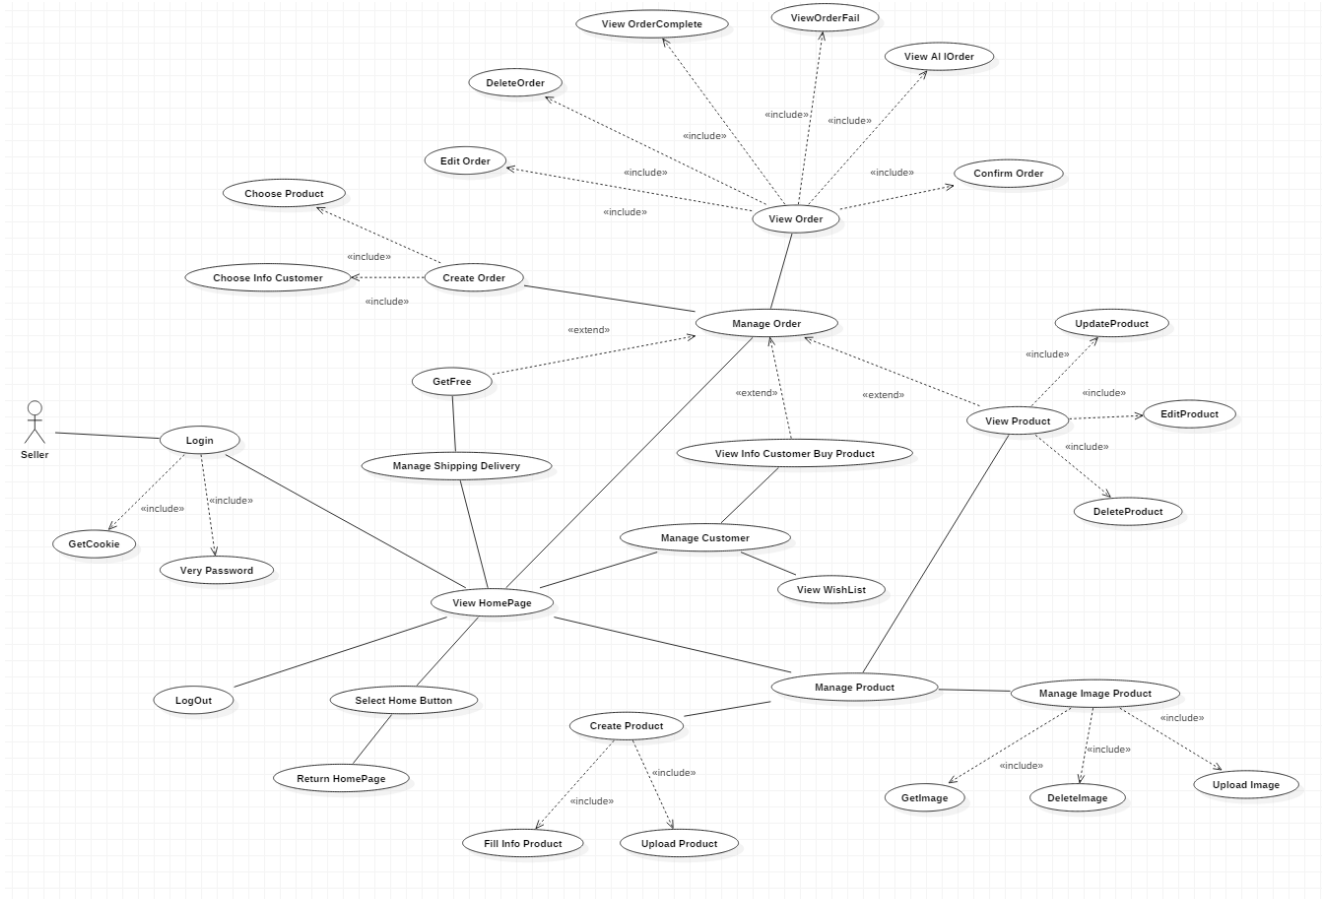 View OrderComplete
ViewOrderFail
View Al lOrder
DeleteOrder
«include»
«include»
«include»
Edit Order
«include»
«include»
Confirm Order
Choose Product
«include»
View Order
«include»
Choose Info Customer
Create Order
«include»
Manage Order
UpdateProduct
«extend»
«include»
GetFree
«extend»
«extend»
«include»
View Product
EditProduct
Seller
Login
«include»
Manage Shipping Delivery
View Info Customer Buy Product
«include»
«include»
DeleteProduct
GetCookie
Very Password
Manage Customer
View WishList
View HomePage
LogOut
Select Home Button
Manage Product
Manage Image Product
Create Product
«include»
«include»
«include»
Return HomePage
«include»
«include»
GetImage
DeleteImage
Upload Image
Fill Info Product
Upload Product